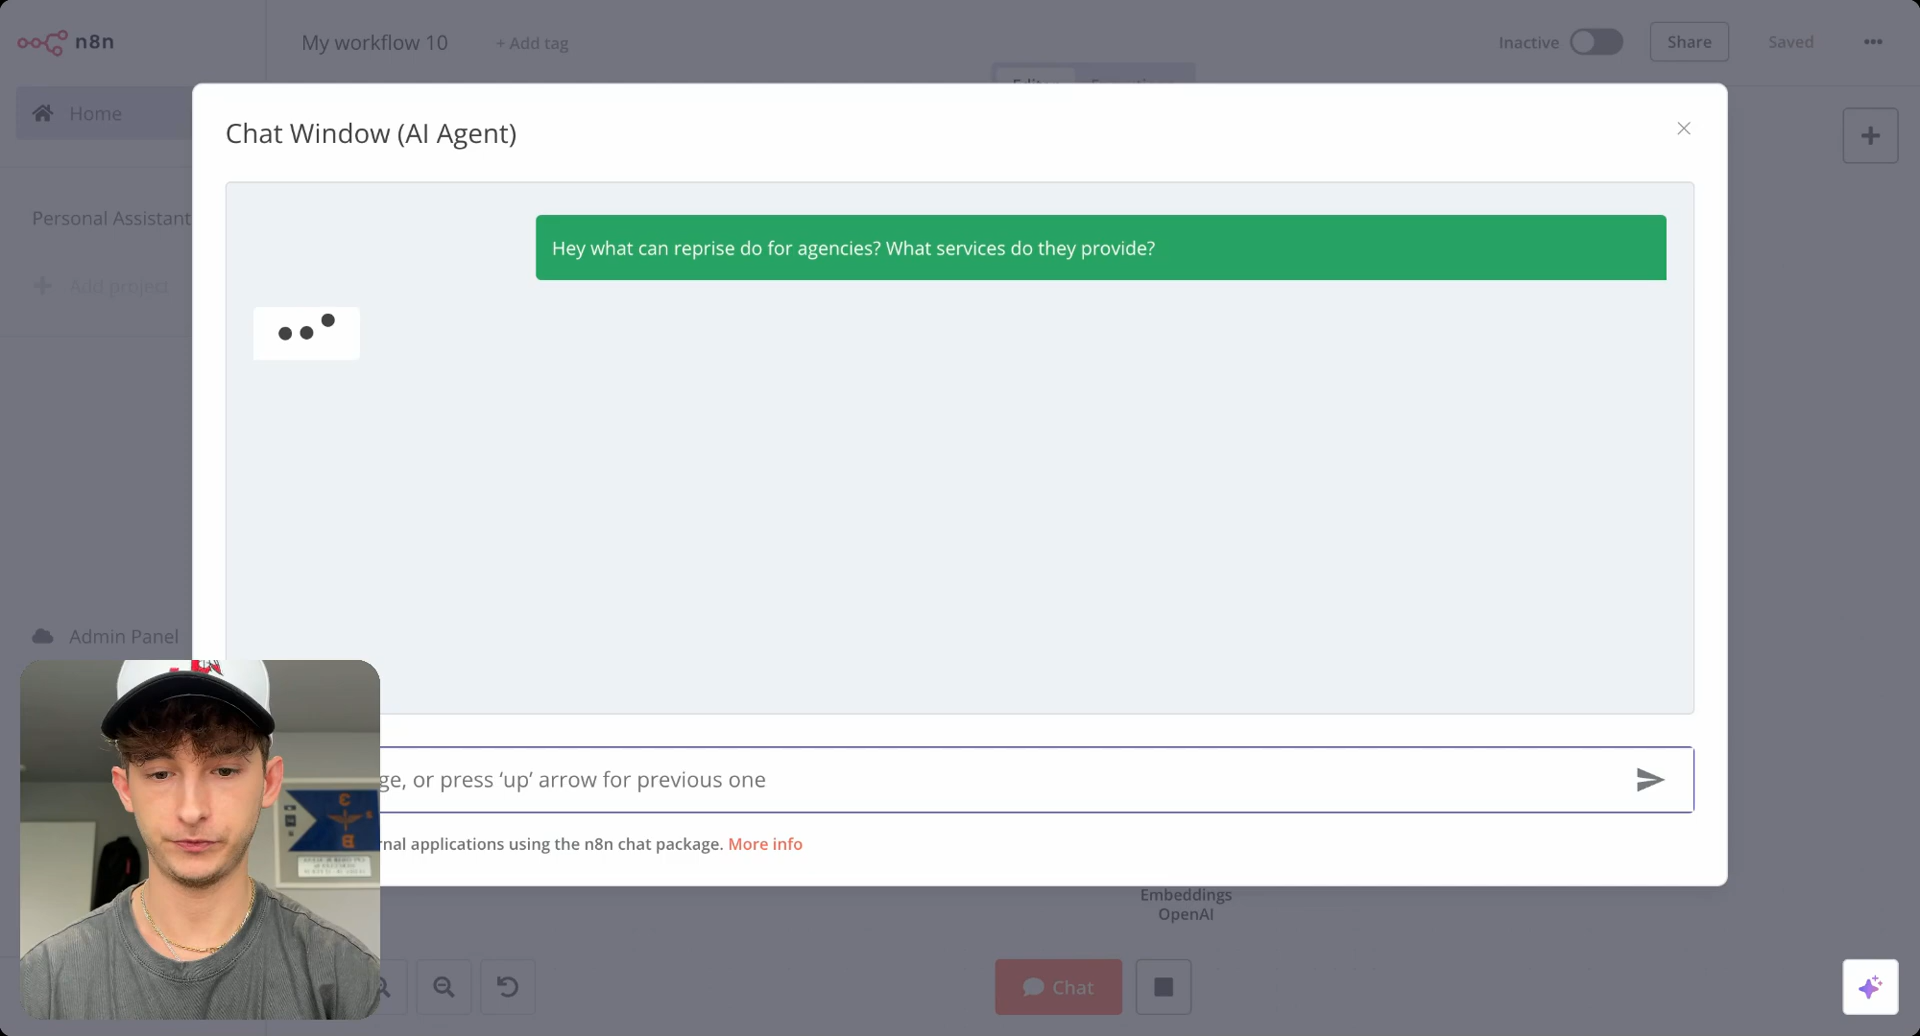 n8n
My workflow 10
+ Add tag
Inactive
Share
Saved
Home
Chat Window (AI Agent)
Hey what can reprise do for agencies? What services do they provide?
Personal Assistant
Add project
Admin Panel
ge, or press ‘up’ arrow for previous one
rnal applications using the n8n chat package. More info
Embeddings
OpenAI
Chat